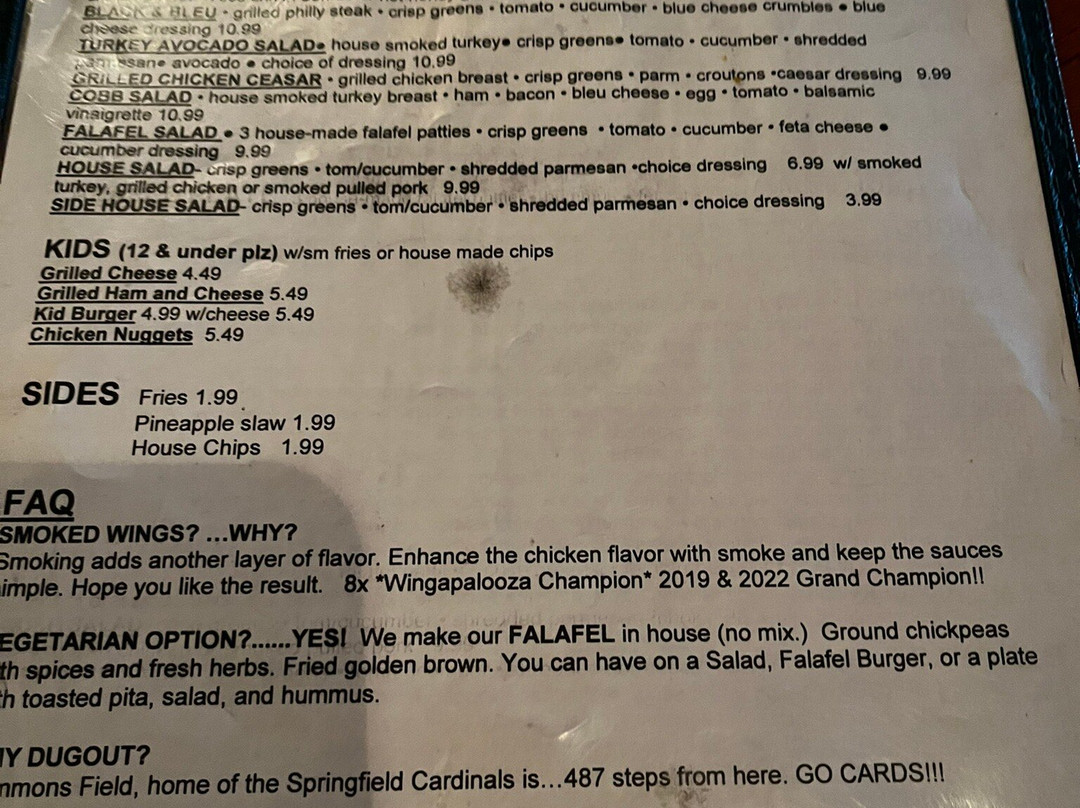 BLACK & BLEU • grilled philly steak • crisp greens • tomato • cucumber • blue cheese crumbles • blue
cheese dressing 10.99
TURKEY AVOCADO SALAD• house smoked turkey• crisp greens• tomato • cucumber • shredded
parmesan• avocado • choice of dressing 10.99
GRILLED CHICKEN CEASAR • grilled chicken breast • crisp greens • parm • croutons •caesar dressing 9.99
COBB SALAD • house smoked turkey breast • ham • bacon • bleu cheese • egg • tomato • balsamic
vinaigrette 10.99
FALAFEL SALAD • 3 house-made falafel patties • crisp greens • tomato • cucumber • feta cheese •
cucumber dressing 9.99
HOUSE SALAD- crisp greens • tom/cucumber • shredded parmesan •choice dressing 6.99 w/ smoked
turkey, grilled chicken or smoked pulled pork 9.99
SIDE HOUSE SALAD- crisp greens • tom/cucumber • shredded parmesan • choice dressing 3.99
KIDS (12 & under plz) w/sm fries or house made chips
Grilled Cheese 4.49
Grilled Ham and Cheese 5.49
Kid Burger 4.99 w/cheese 5.49
Chicken Nuggets 5.49
SIDES Fries 1.99
Pineapple slaw 1.99
House Chips 1.99
FAQ
SMOKED WINGS? ...WHY?
Smoking adds another layer of flavor. Enhance the chicken flavor with smoke and keep the sauces
imple. Hope you like the result. 8x *Wingapalooza Champion* 2019 & 2022 Grand Champion!!
EGETARIAN OPTION?......YES! We make our FALAFEL in house (no mix.) Ground chickpeas
th spices and fresh herbs. Fried golden brown. You can have on a Salad, Falafel Burger, or a plate
h toasted pita, salad, and hummus.
Y DUGOUT?
mmons Field, home of the Springfield Cardinals is...487 steps from here. GO CARDS!!!